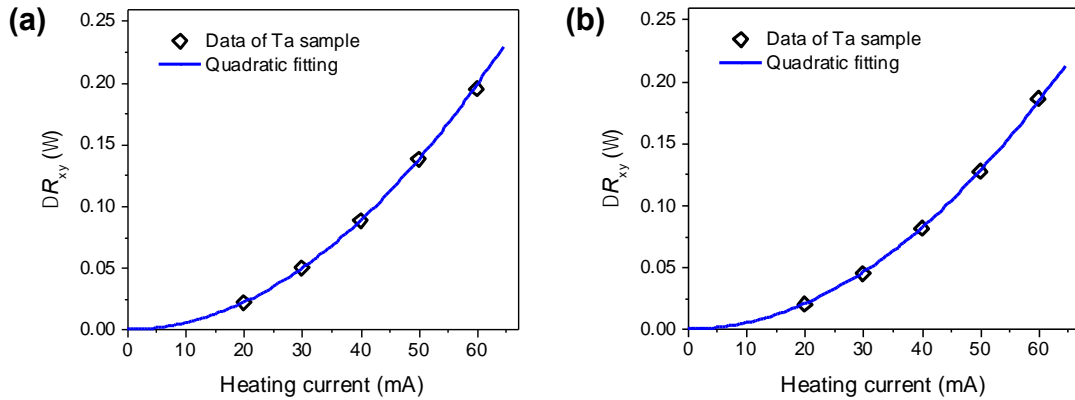 (a)
0.25
Data of Ta sample
Quadratic fitting
0.20
0.15
DRxy (W)
0.10
0.05
0.00
0 10 20 30 40 50 60
Heating current (mA)
(b)
0.25
Data of Ta sample
Quadratic fitting
0.20
0.15
DRxy (W)
0.10
0.05
0.00
0 10 20 30 40 50 60
Heating current (mA)